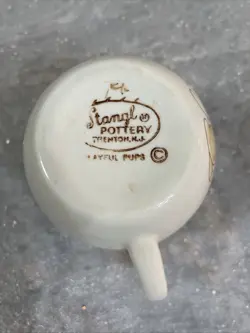 Stangl ®
POTTERY
TRENTON, N.J.
PLAYFUL PUPS ©